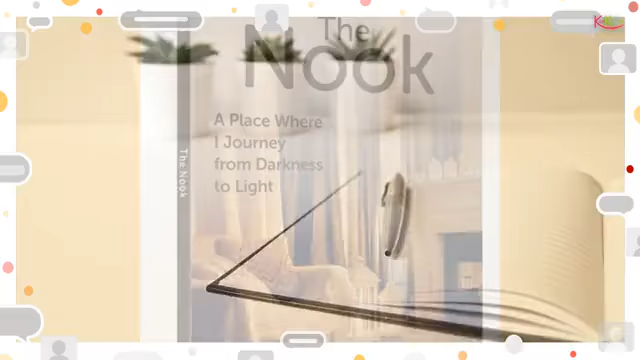 The
Nook
A Place Where
I Journey
from Darkness
to Light
The Nook